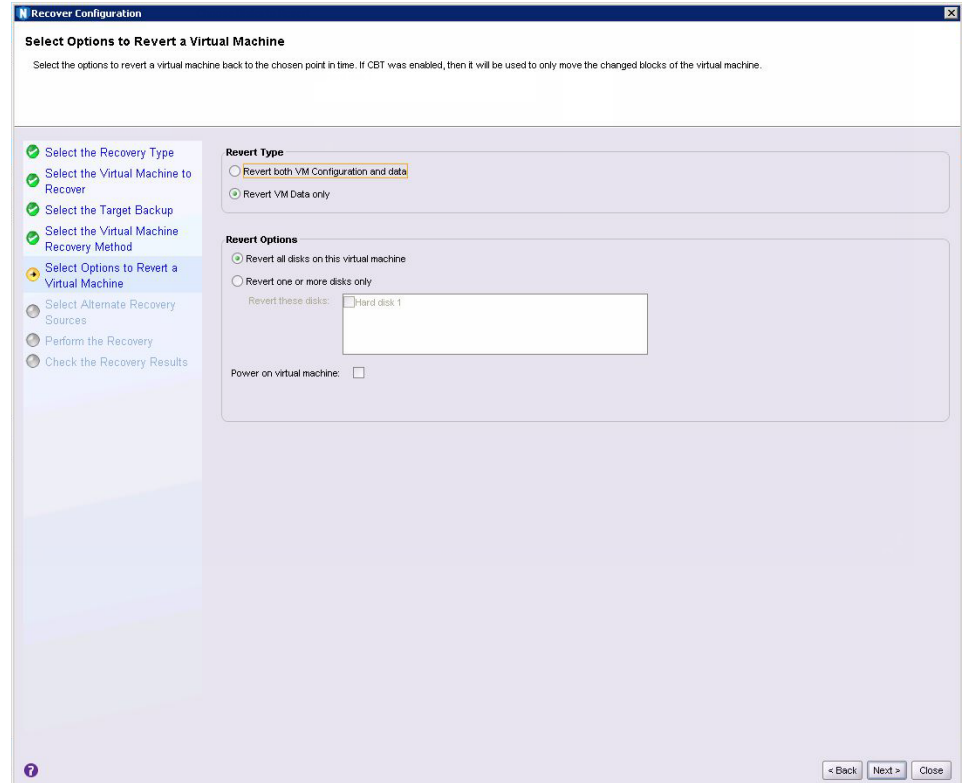 N Recover Configuration
Select Options to Revert a Virtual Machine
Select the options to revert a virtual machine back to the chosen point in time. If CBT was enabled, then it will be used to only move the changed blocks of the virtual machine.
Select the Recovery Type
Select the Virtual Machine to
Recover
Select the Target Backup
Select the Virtual Machine
Recovery Method
Select Options to Revert a
Virtual Machine
Select Alternate Recovery
Sources
Perform the Recovery
Check the Recovery Results
Revert Type
Revert both VM Configuration and data
Revert VM Data only
Revert Options
Revert all disks on this virtual machine
Revert one or more disks only
Revert these disks:
Hard disk 1
Power on virtual machine:
?
< Back
Next >
Close